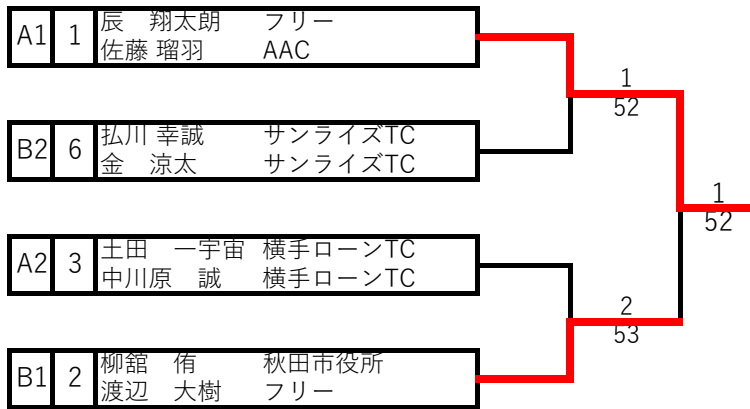 A1 1 辰　翔太朗 フリー
佐藤 瑠羽 AAC
1
52
B2 6 払川 幸誠 サンライズTC
金　涼太 サンライズTC
1
52
A2 3 土田　一宇宙 横手ローンTC
中川原　誠 横手ローンTC
2
53
B1 2 柳舘　侑 秋田市役所
渡辺　大樹 フリー